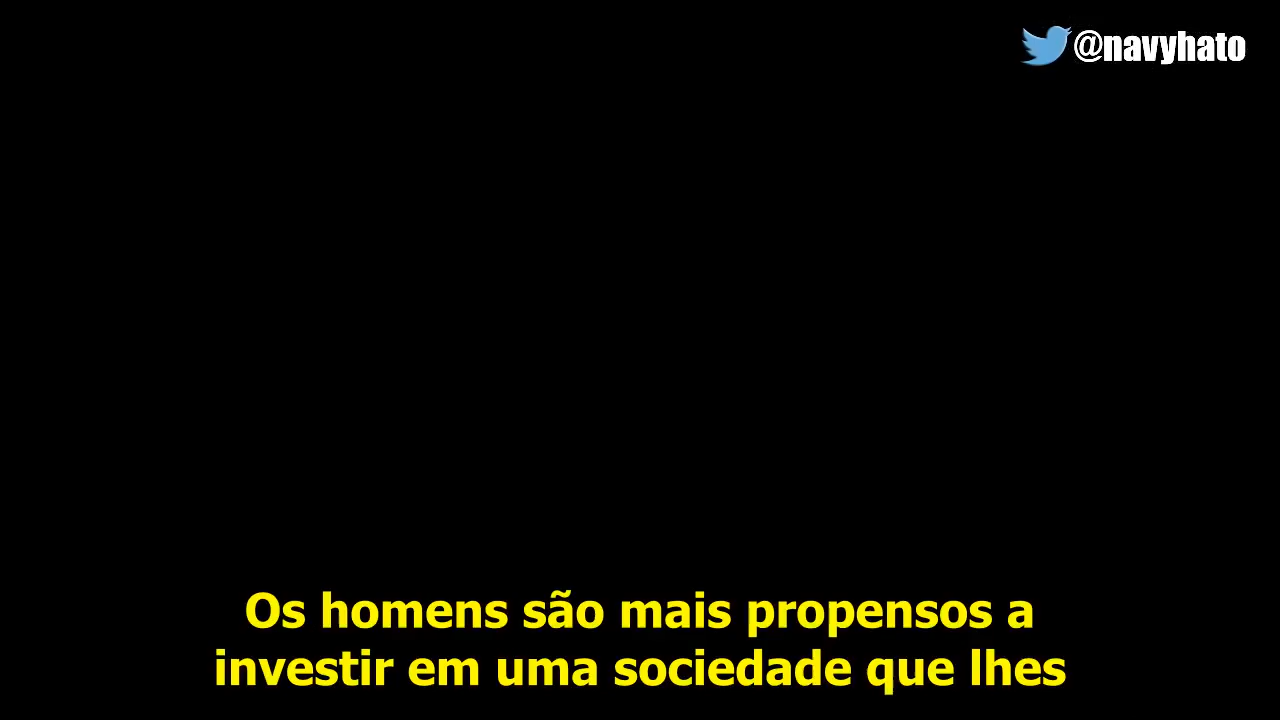 @navyhato
Os homens são mais propensos a
investir em uma sociedade que lhes